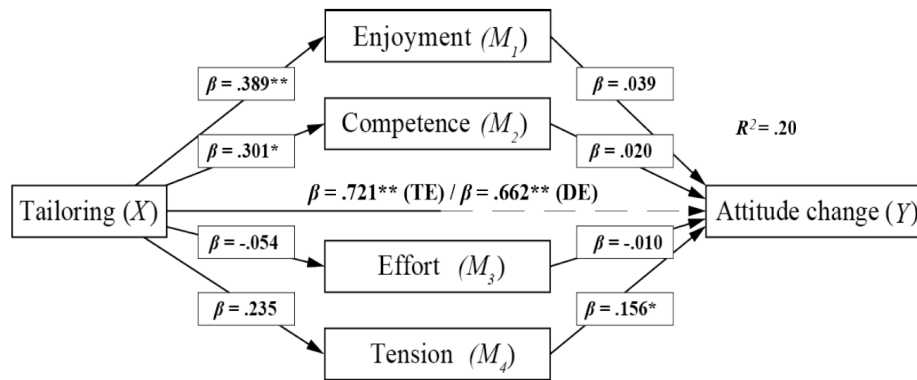 Enjoyment (M₁)
β = .389**
β = .039
Competence (M₂)
R² = .20
β = .301*
β = .020
β = .721** (TE) / β = .662** (DE)
Tailoring (X)
Attitude change (Y)
β = -.054
β = -.010
Effort (M₃)
β = .235
β = .156*
Tension (M₄)